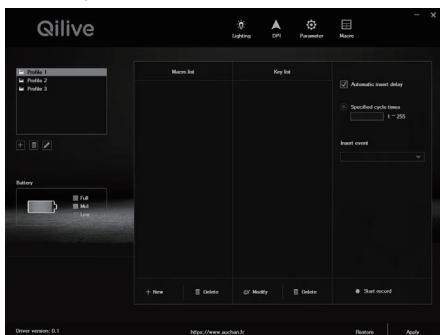 Qilive
Lighting
DPI
Parameter
Macro
Profile 1
Profile 2
Profile 3
Macro list
Key list
Automatic insert delay
Specified cycle times
1 ~ 255
Insert event
Battery
Full
Mid
Low
+ New
Delete
Modify
Delete
Start record
Driver version: 0.1
https://www.auchan.fr
Restore
Apply